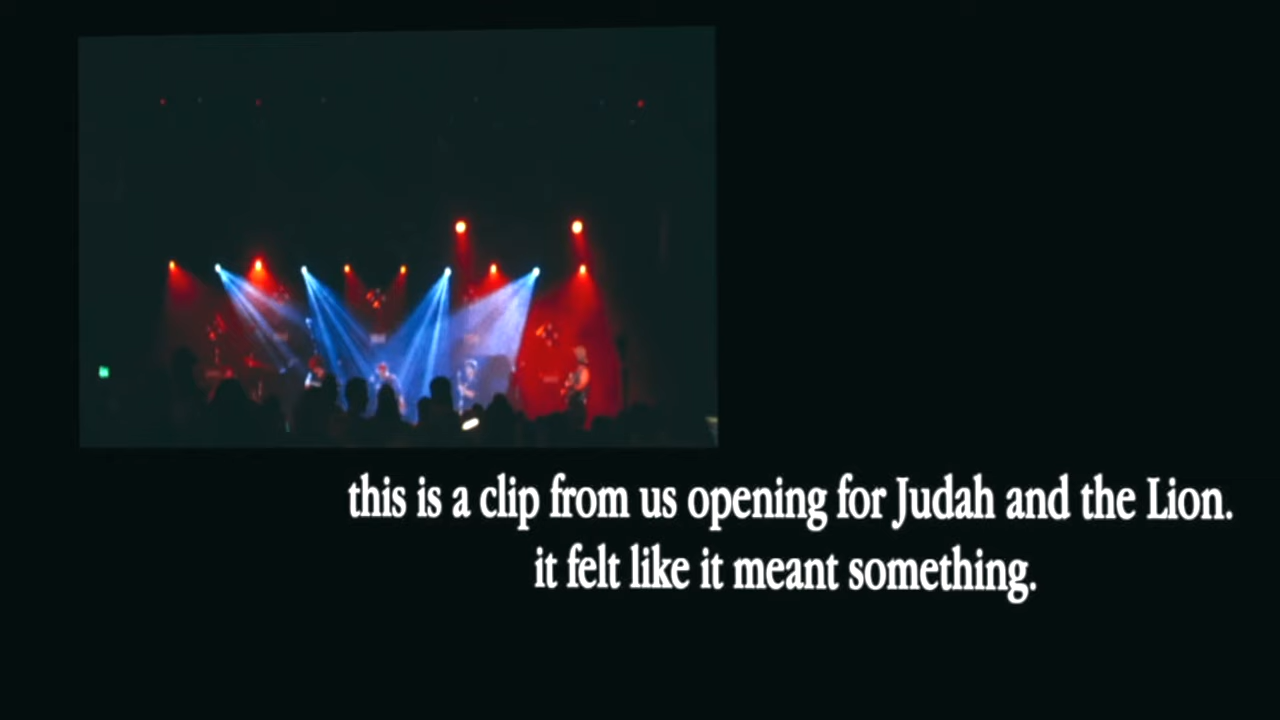 this is a clip from us opening for Judah and the Lion.
it felt like it meant something.